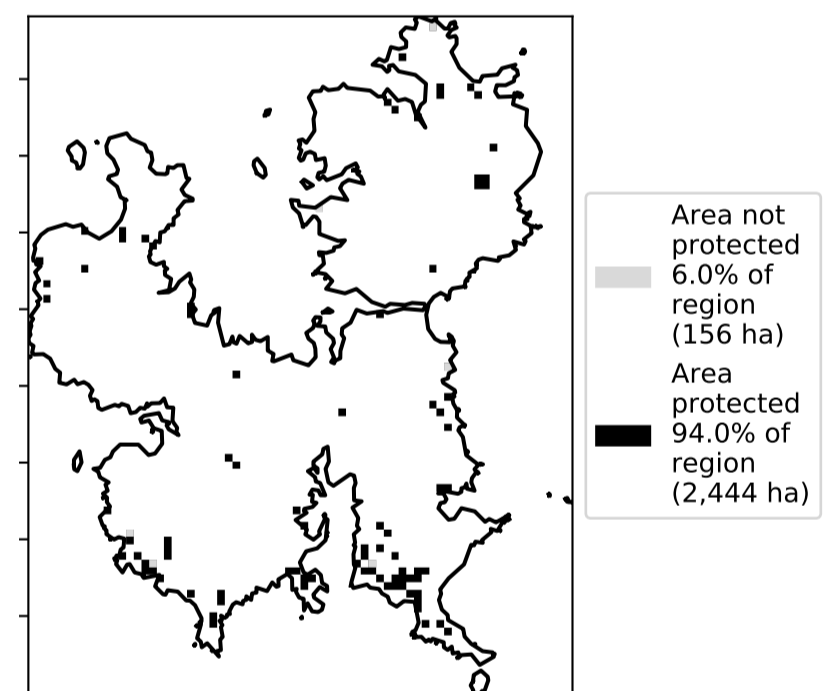 Area not
protected
6.0% of
region
(156 ha)
Area
protected
94.0% of
region
(2,444 ha)